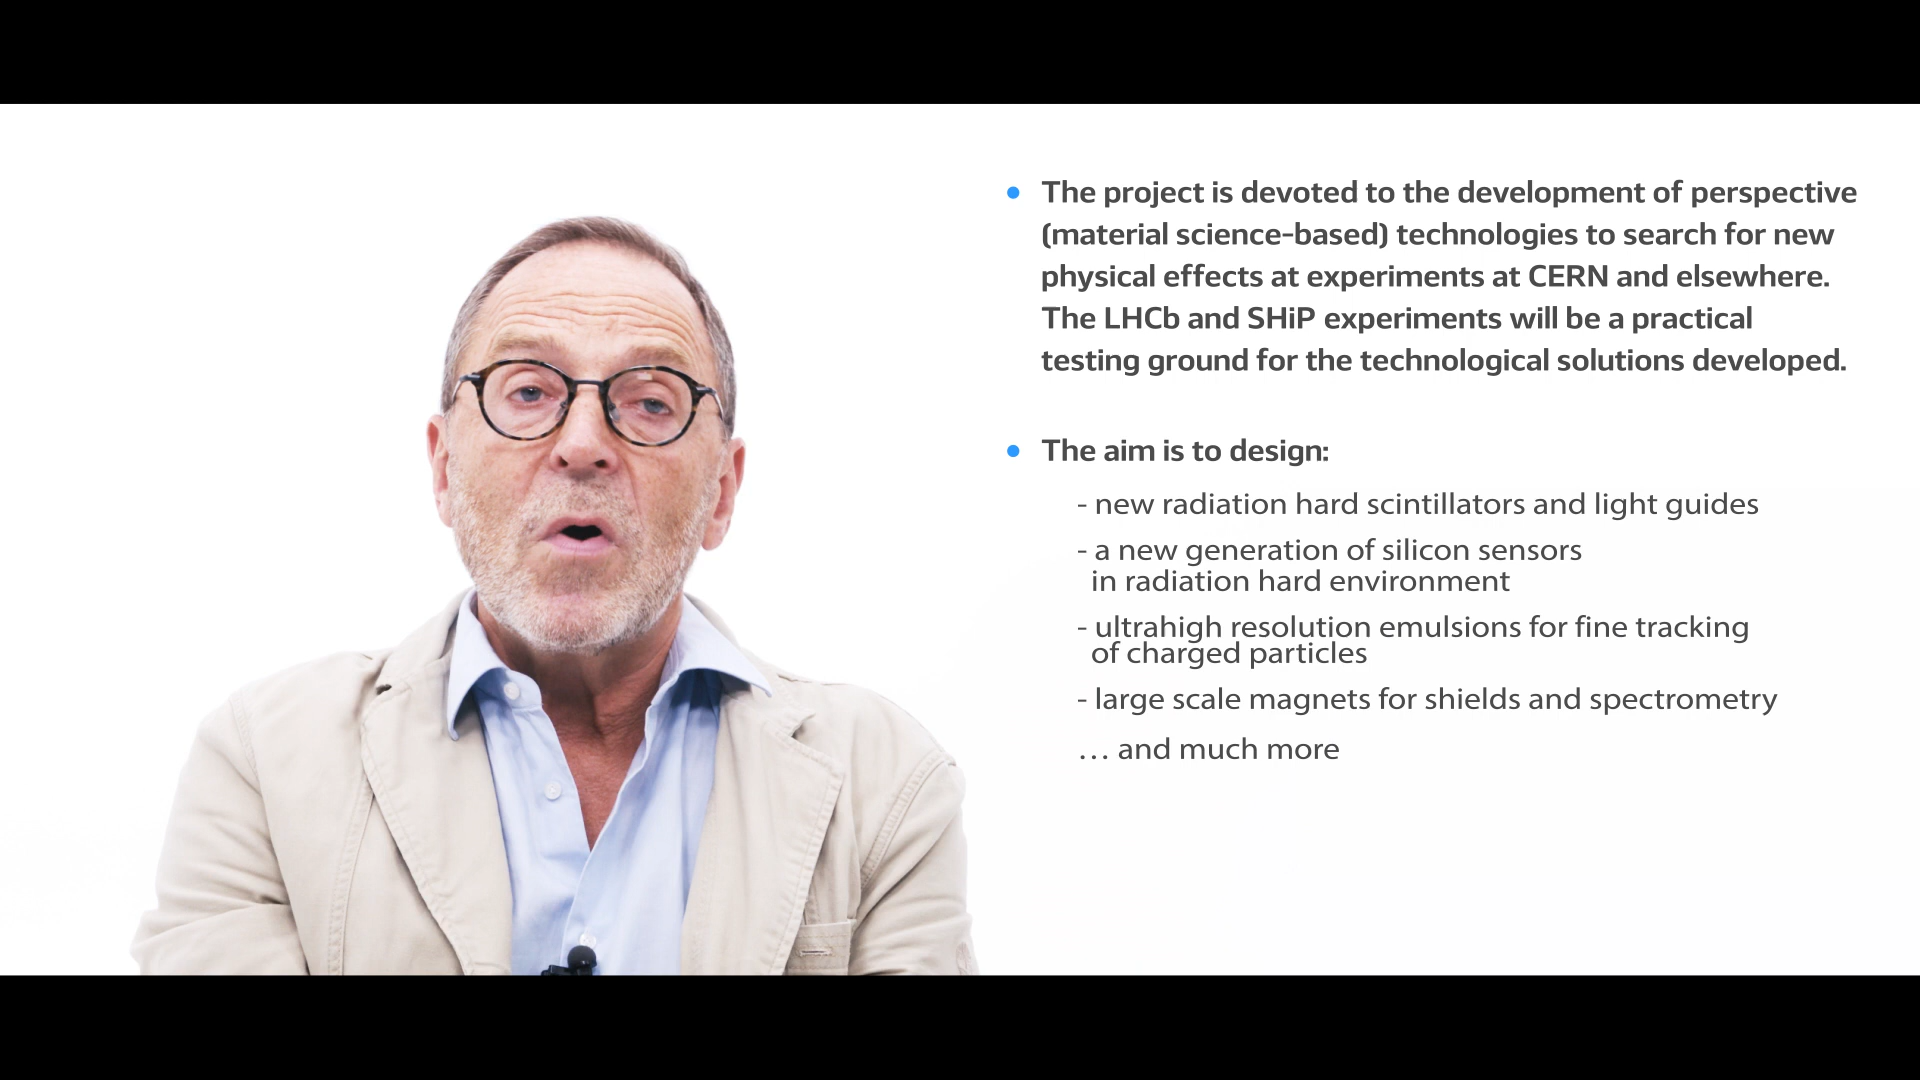 The project is devoted to the development of perspective
(material science-based) technologies to search for new
physical effects at experiments at CERN and elsewhere.
The LHCb and SHiP experiments will be a practical
testing ground for the technological solutions developed.
The aim is to design:
- new radiation hard scintillators and light guides
- a new generation of silicon sensors
in radiation hard environment
- ultrahigh resolution emulsions for fine tracking
of charged particles
- large scale magnets for shields and spectrometry
… and much more